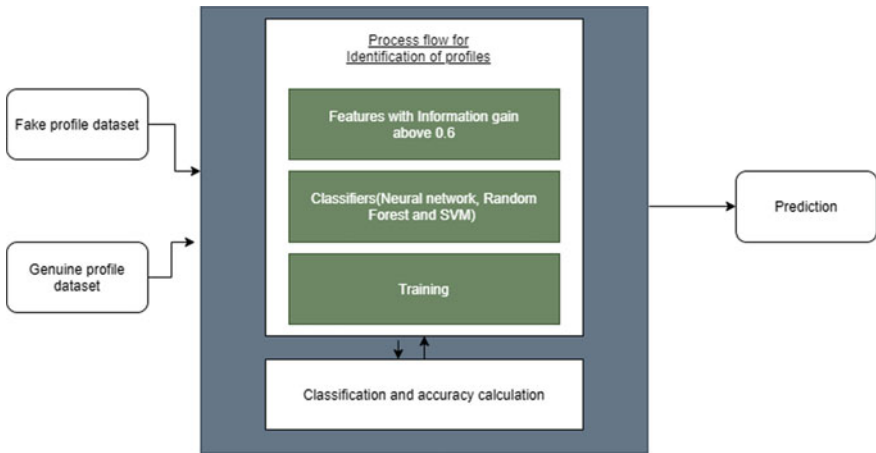 Process flow for
Identification of profiles
Fake profile dataset
Features with Information gain
above 0.6
Classifiers(Neural network, Random
Forest and SVM)
Prediction
Genuine profile
dataset
Training
Classification and accuracy calculation